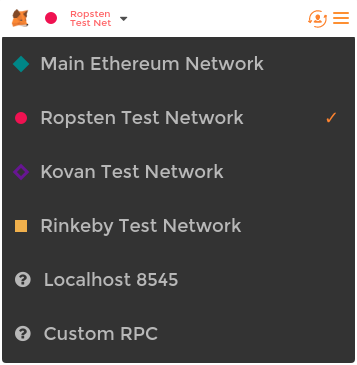 Ropsten
Test Net
Main Ethereum Network
Ropsten Test Network
Kovan Test Network
Rinkeby Test Network
Localhost 8545
Custom RPC